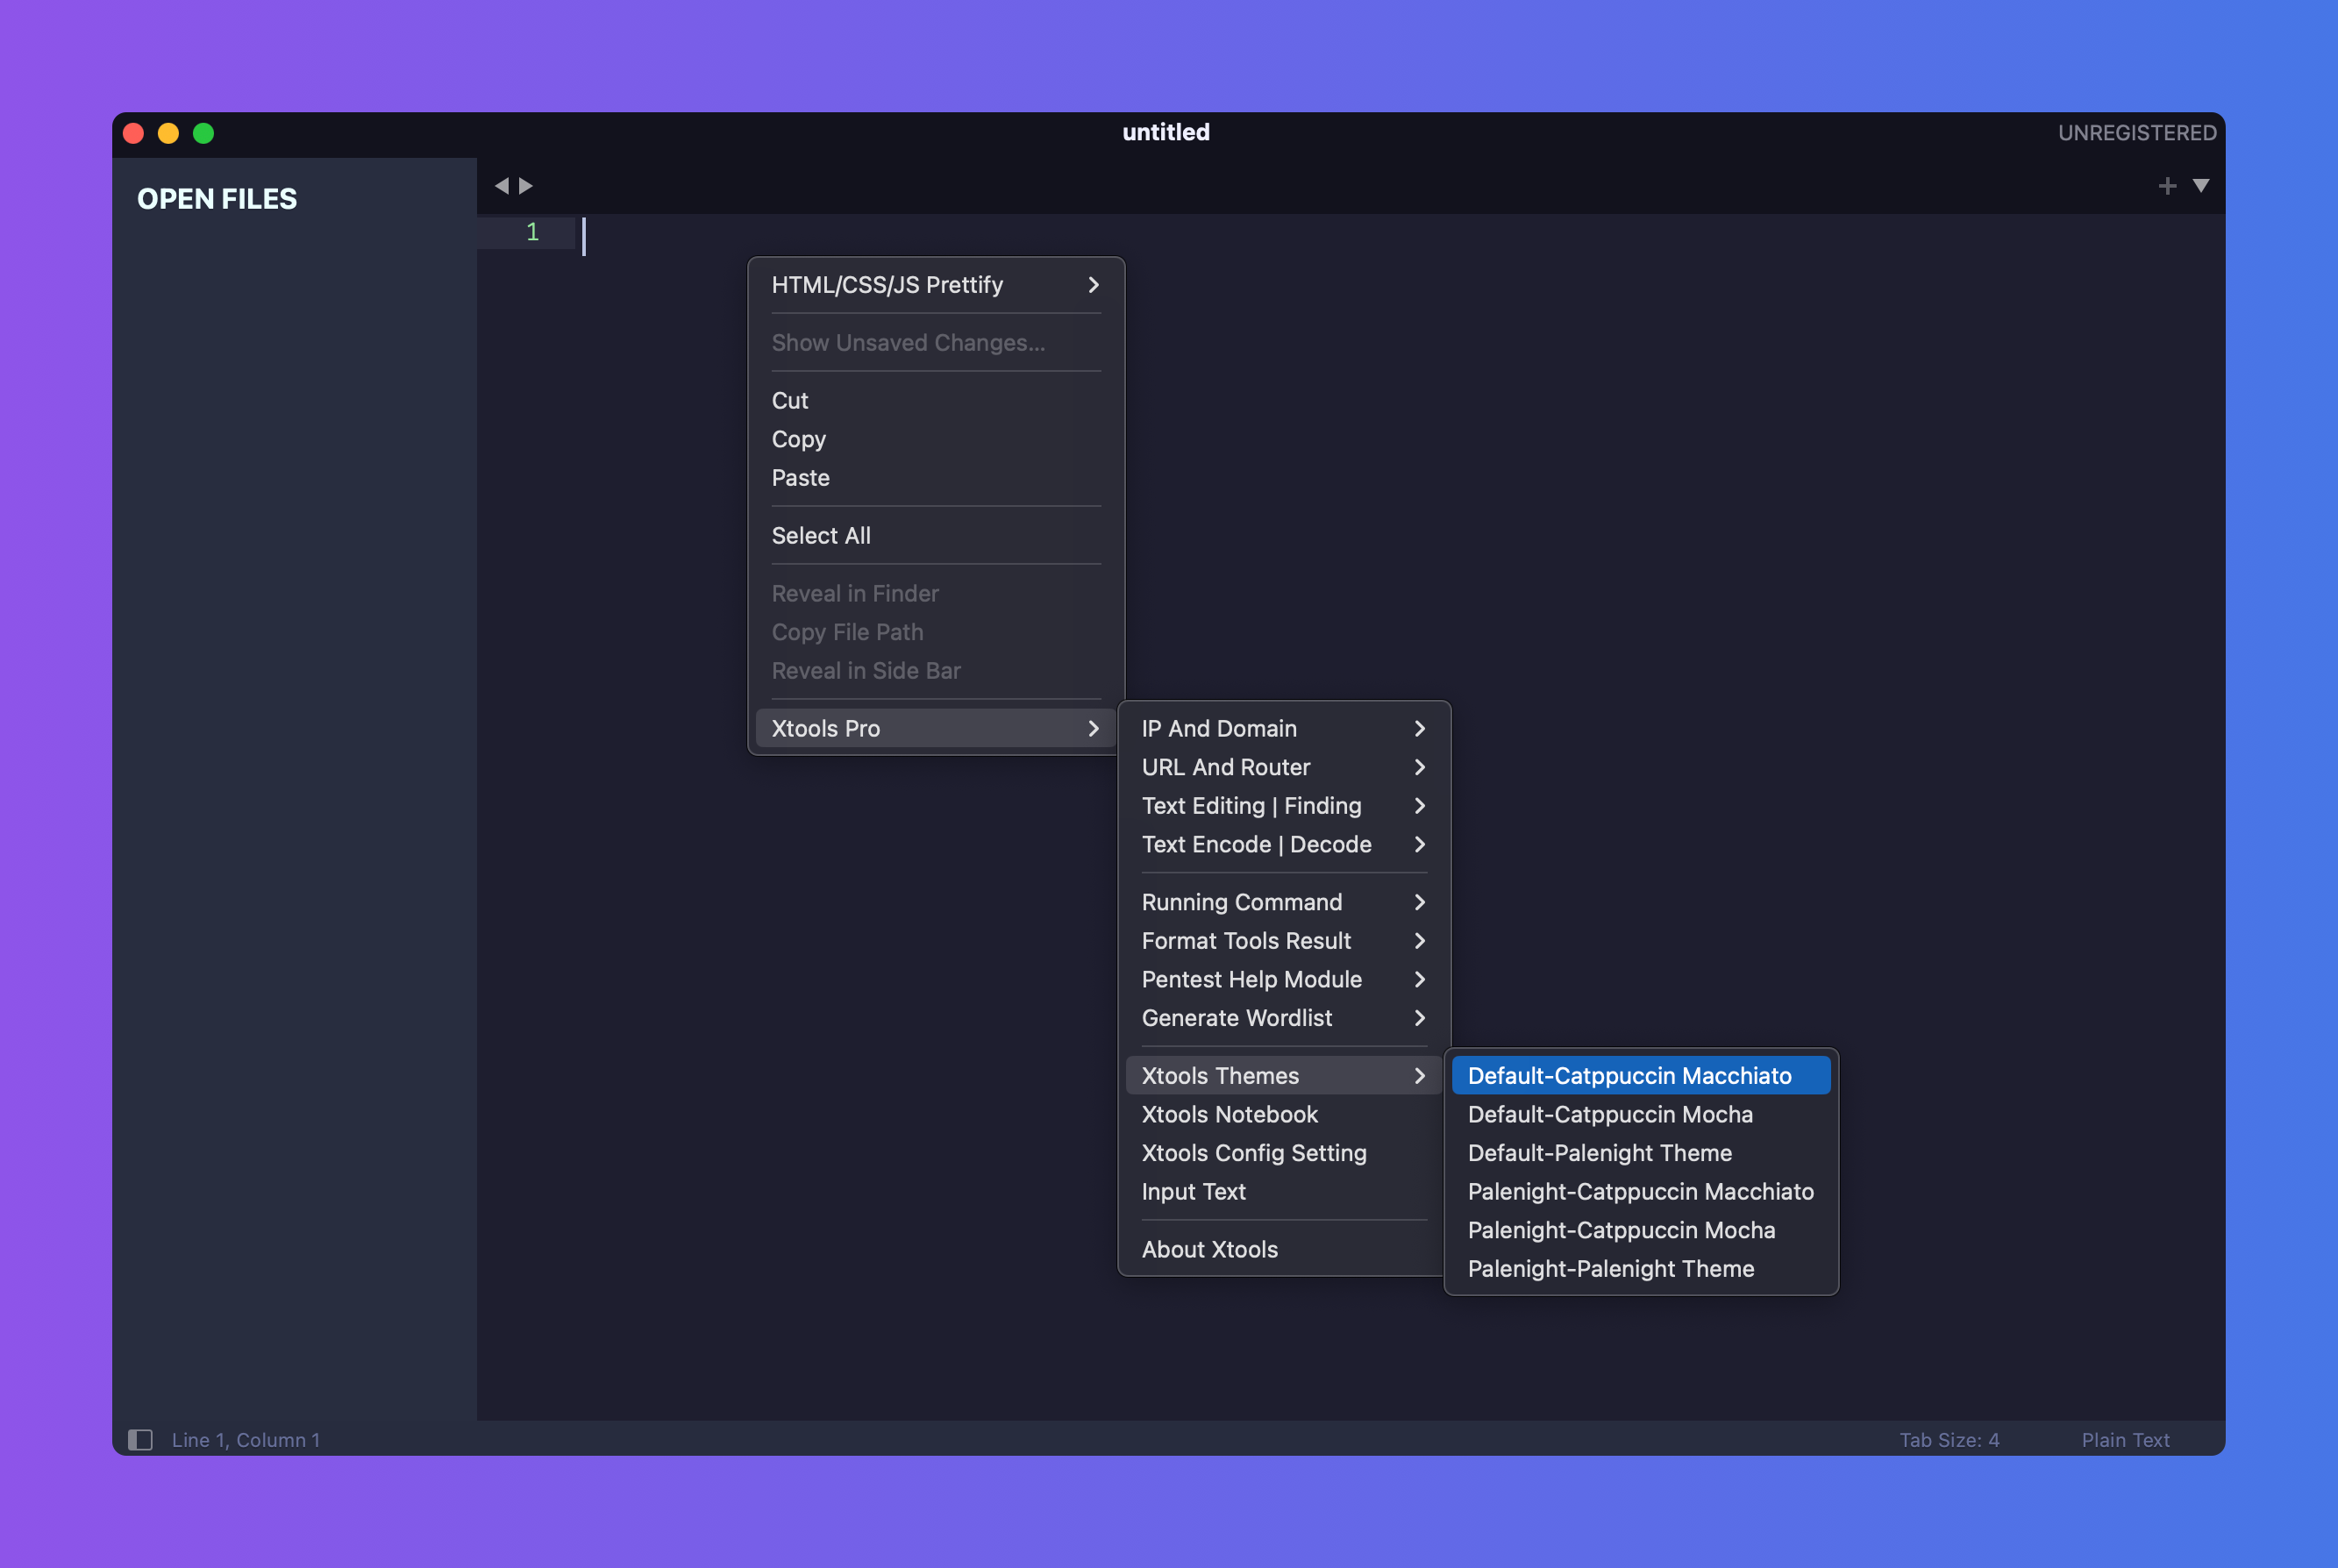 untitled
UNREGISTERED
OPEN FILES
1
HTML/CSS/JS Prettify
Show Unsaved Changes...
Cut
Copy
Paste
Select All
Reveal in Finder
Copy File Path
Reveal in Side Bar
Xtools Pro
IP And Domain
URL And Router
Text Editing | Finding
Text Encode | Decode
Running Command
Format Tools Result
Pentest Help Module
Generate Wordlist
Xtools Themes
Xtools Notebook
Xtools Config Setting
Input Text
About Xtools
Default-Catppuccin Macchiato
Default-Catppuccin Mocha
Default-Palenight Theme
Palenight-Catppuccin Macchiato
Palenight-Catppuccin Mocha
Palenight-Palenight Theme
Line 1, Column 1
Tab Size: 4
Plain Text